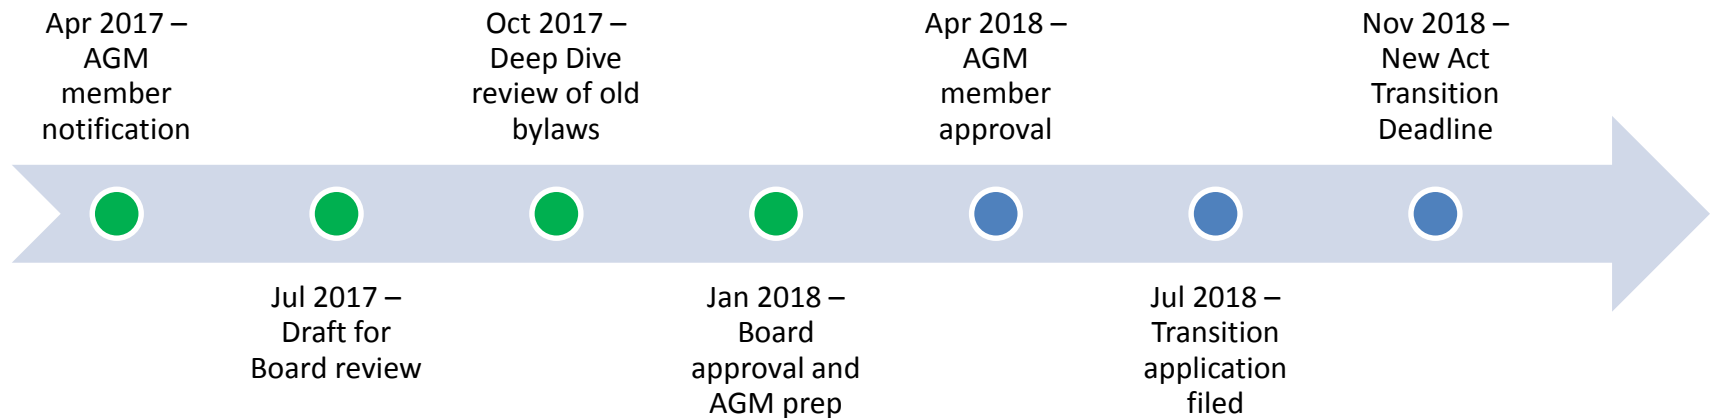 Apr 2017 –
AGM
member
notification
Jul 2017 –
Draft for
Board review
Oct 2017 –
Deep Dive
review of old
bylaws
Jan 2018 –
Board
approval and
AGM prep
Apr 2018 –
AGM
member
approval
Jul 2018 –
Transition
application
filed
Nov 2018 –
New Act
Transition
Deadline